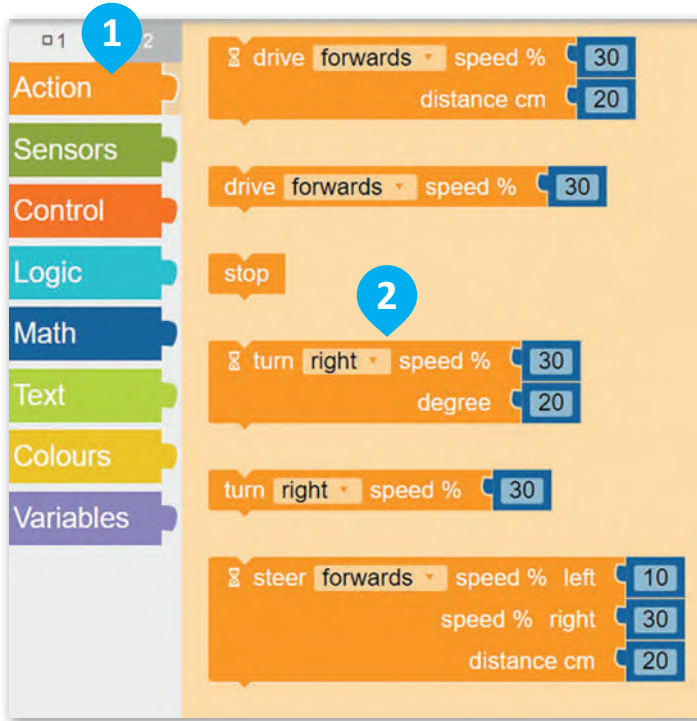 1 1 2
Action
Sensors
Control
Logic
Math
Text
Colours
Variables
drive forwards speed % 30
distance cm 20
drive forwards speed % 30
stop
2
turn right speed % 30
degree 20
turn right speed % 30
steer forwards speed % left 10
speed % right 30
distance cm 20